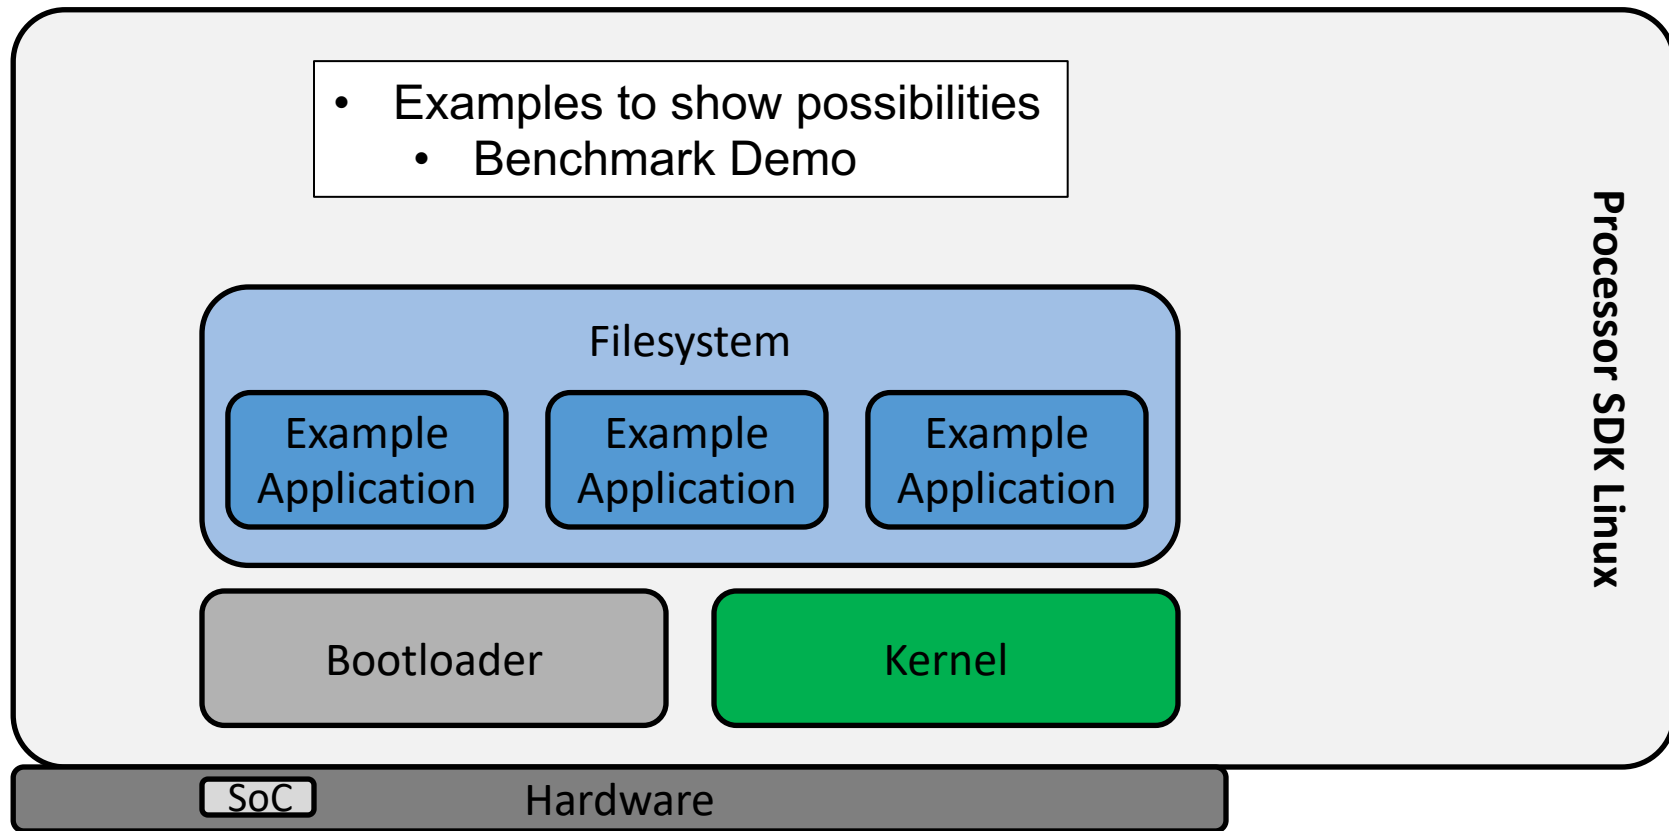 • Examples to show possibilities
• Benchmark Demo
Processor SDK Linux
Filesystem
Example
Application
Example
Application
Example
Application
Bootloader
Kernel
SoC
Hardware